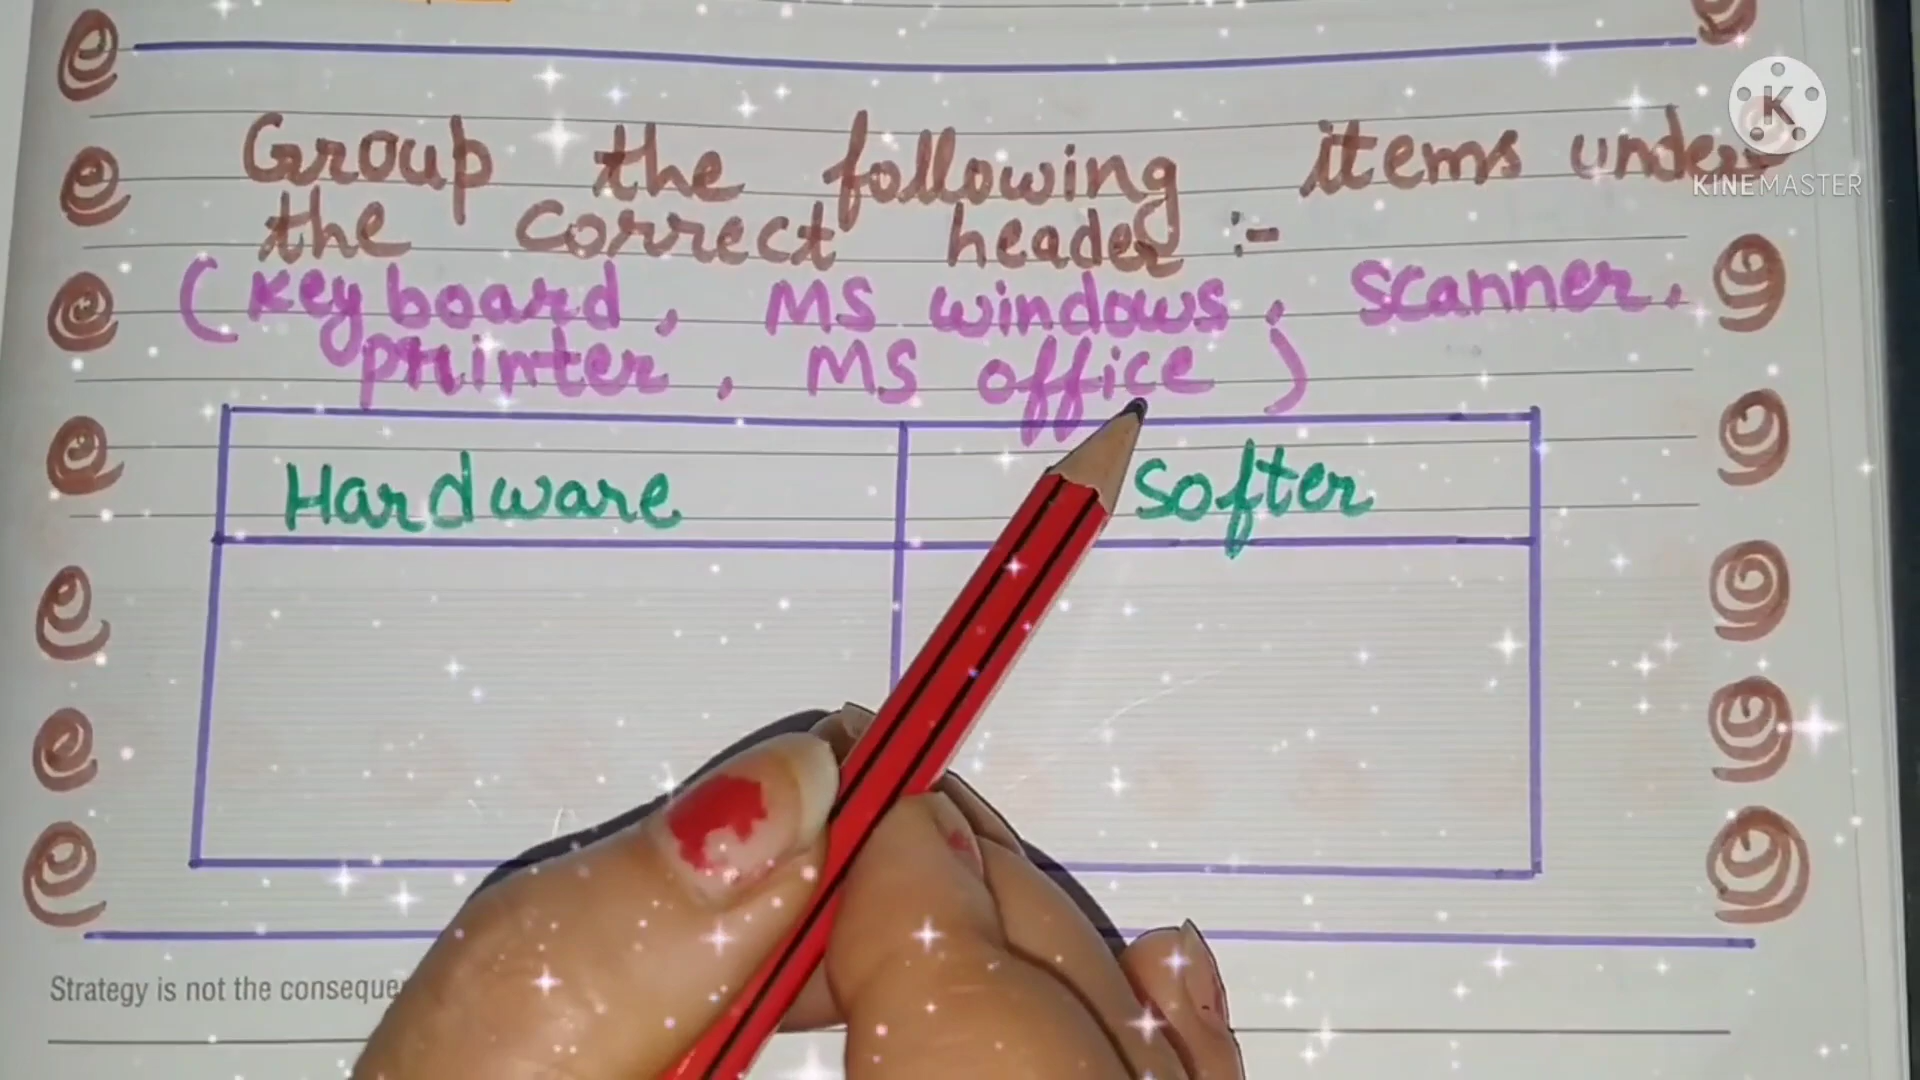 Group the following items under
the correct header :-
(Keyboard, MS windows, scanner,
printer, MS office)
Hardware
Softer
Strategy is not the conseque
KINEMASTER